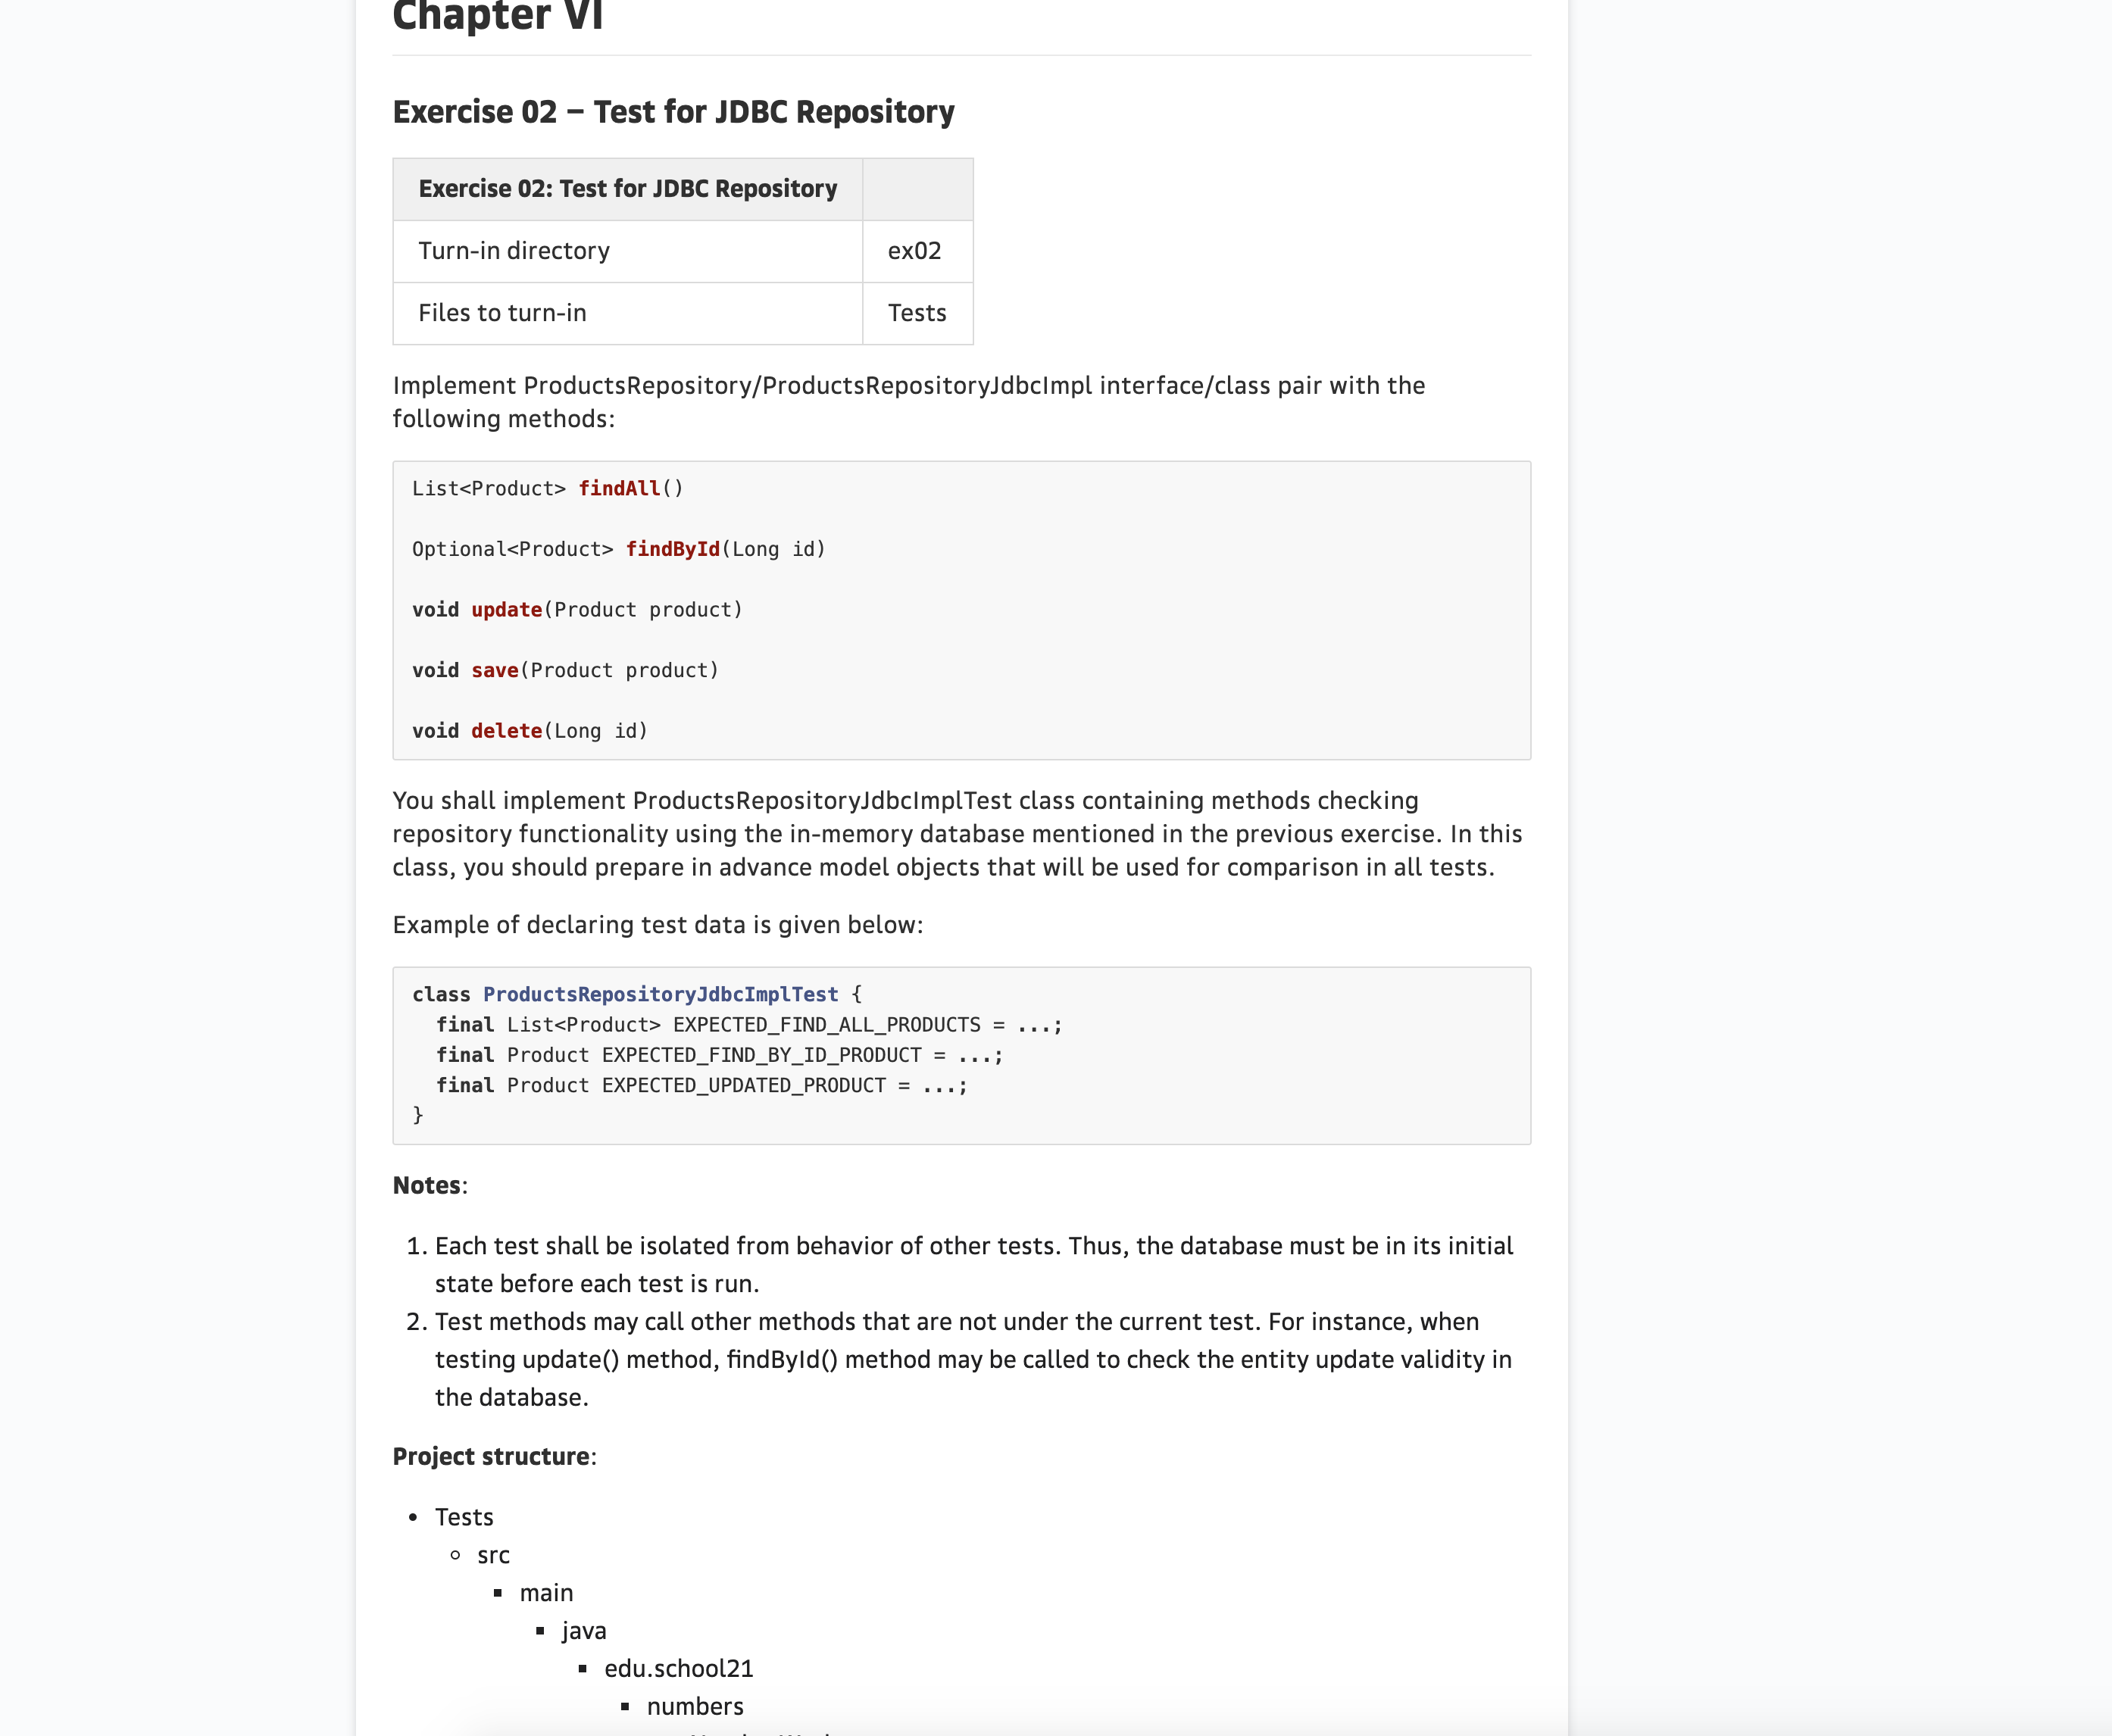 Chapter VI
Exercise 02 – Test for JDBC Repository
Exercise 02: Test for JDBC Repository
Turn-in directory ex02
Files to turn-in Tests
Implement ProductsRepository/ProductsRepositoryJdbcImpl interface/class pair with the
following methods:
List<Product> findAll()
Optional<Product> findById(Long id)
void update(Product product)
void save(Product product)
void delete(Long id)
You shall implement ProductsRepositoryJdbcImplTest class containing methods checking
repository functionality using the in-memory database mentioned in the previous exercise. In this
class, you should prepare in advance model objects that will be used for comparison in all tests.
Example of declaring test data is given below:
class ProductsRepositoryJdbcImplTest {
final List<Product> EXPECTED_FIND_ALL_PRODUCTS = ...;
final Product EXPECTED_FIND_BY_ID_PRODUCT = ...;
final Product EXPECTED_UPDATED_PRODUCT = ...;
}
Notes:
1. Each test shall be isolated from behavior of other tests. Thus, the database must be in its initial
state before each test is run.
2. Test methods may call other methods that are not under the current test. For instance, when
testing update() method, findById() method may be called to check the entity update validity in
the database.
Project structure:
• Tests
◦ src
▪ main
▪ java
▪ edu.school21
▪ numbers